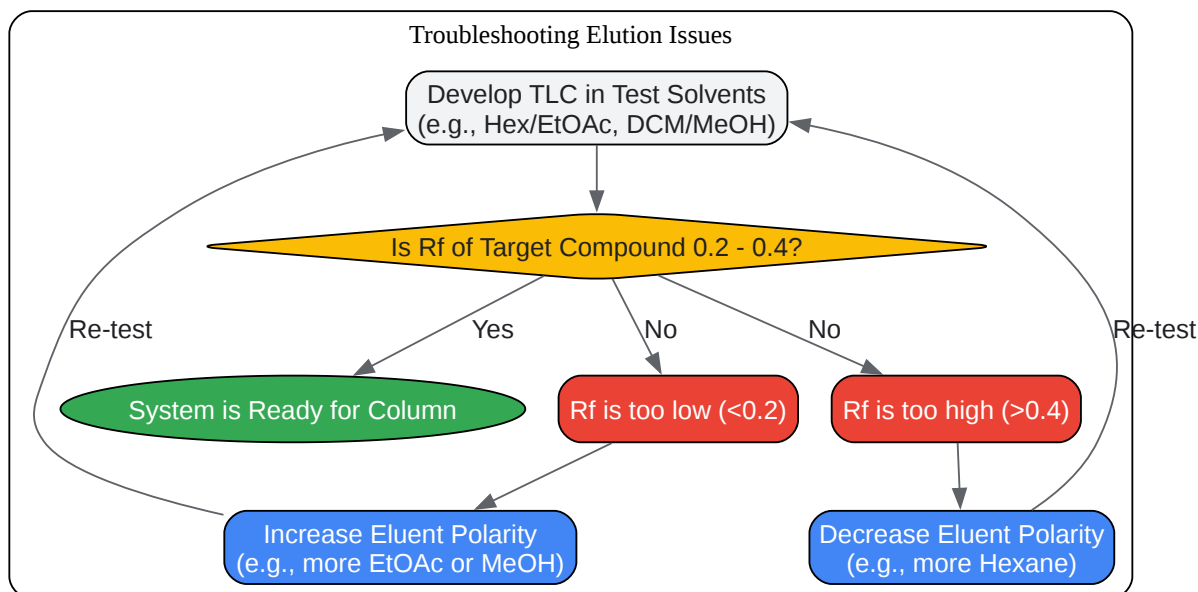 Troubleshooting Elution Issues
Develop TLC in Test Solvents
(e.g., Hex/EtOAc, DCM/MeOH)
Is Rf of Target Compound 0.2 - 0.4?
Re-test
Yes
No
No
Re-test
System is Ready for Column
Rf is too low (<0.2)
Rf is too high (>0.4)
Increase Eluent Polarity
(e.g., more EtOAc or MeOH)
Decrease Eluent Polarity
(e.g., more Hexane)